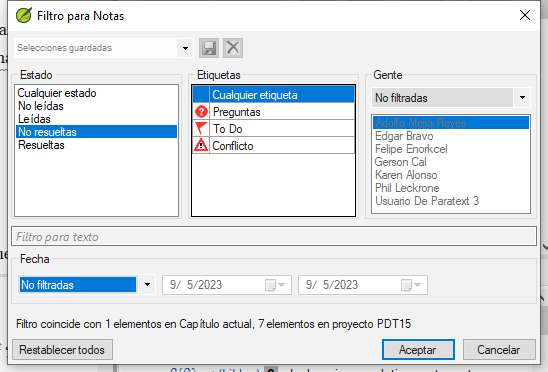 Filtro para Notas
Selecciones guardadas
Estado
Cualquier estado
No leídas
Leídas
No resueltas
Resueltas
Etiquetas
Cualquier etiqueta
Preguntas
To Do
Conflicto
Gente
No filtradas
Adolfo Mesa Reyes
Edgar Bravo
Felipe Enorkcel
Gerson Cal
Karen Alonso
Phil Leckrone
Usuario De Paratext 3
Filtro para texto
Fecha
No filtradas
9/ 5/2023
9/ 5/2023
Filtro coincide con 1 elementos en Capítulo actual, 7 elementos en proyecto PDT15
Restablecer todos
Aceptar
Cancelar